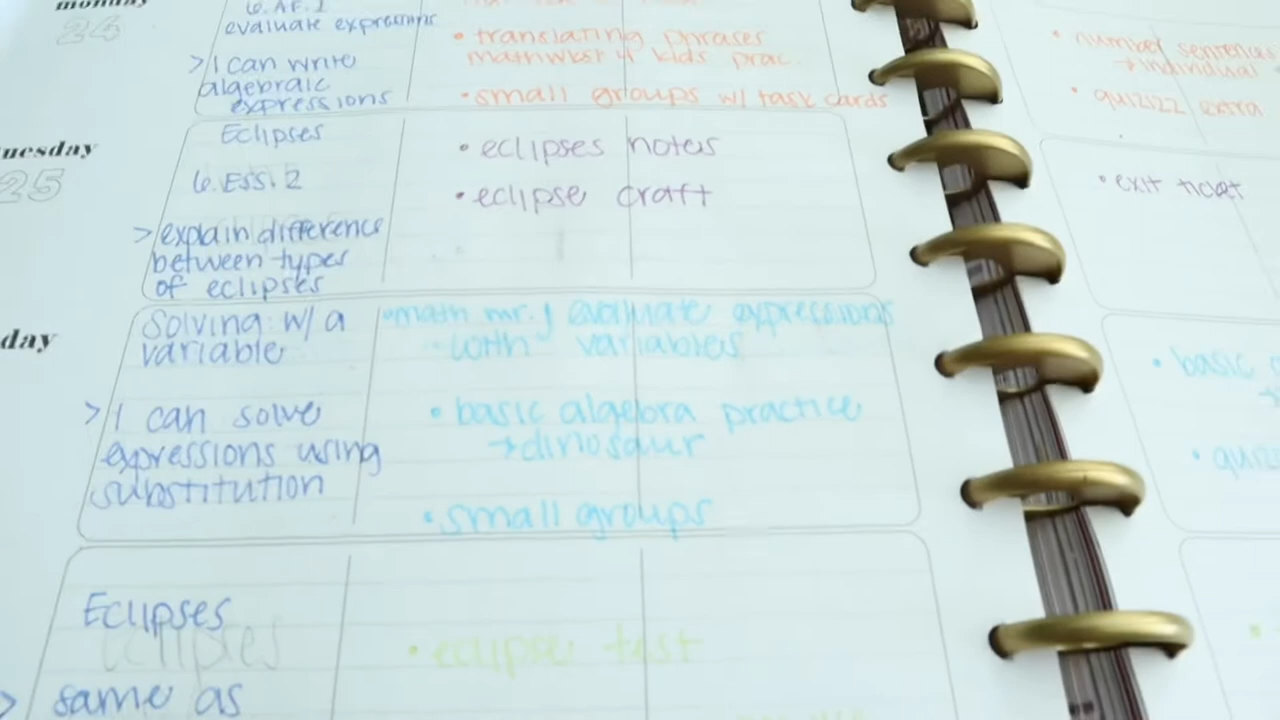 monday
24
6.AF.1
evaluate expressions
>I can write
algebraic
expressions
• translating phrases
mathwkst 4 kids prac.
• small groups w/ task cards
• number sentences
→individual
• quizizz extra
uesday
25
Eclipses
6.ESS.2
> explain difference
between types
of eclipses
• eclipses notes
• eclipse craft
• exit ticket
day
Solving w/ a
variable
> I can solve
expressions using
substitution
• math mr. j evaluate expressions
with variables
• basic algebra practice
→dinosaur
• small groups
• basic
Eclipses
eclipses
> same as
• eclipse test